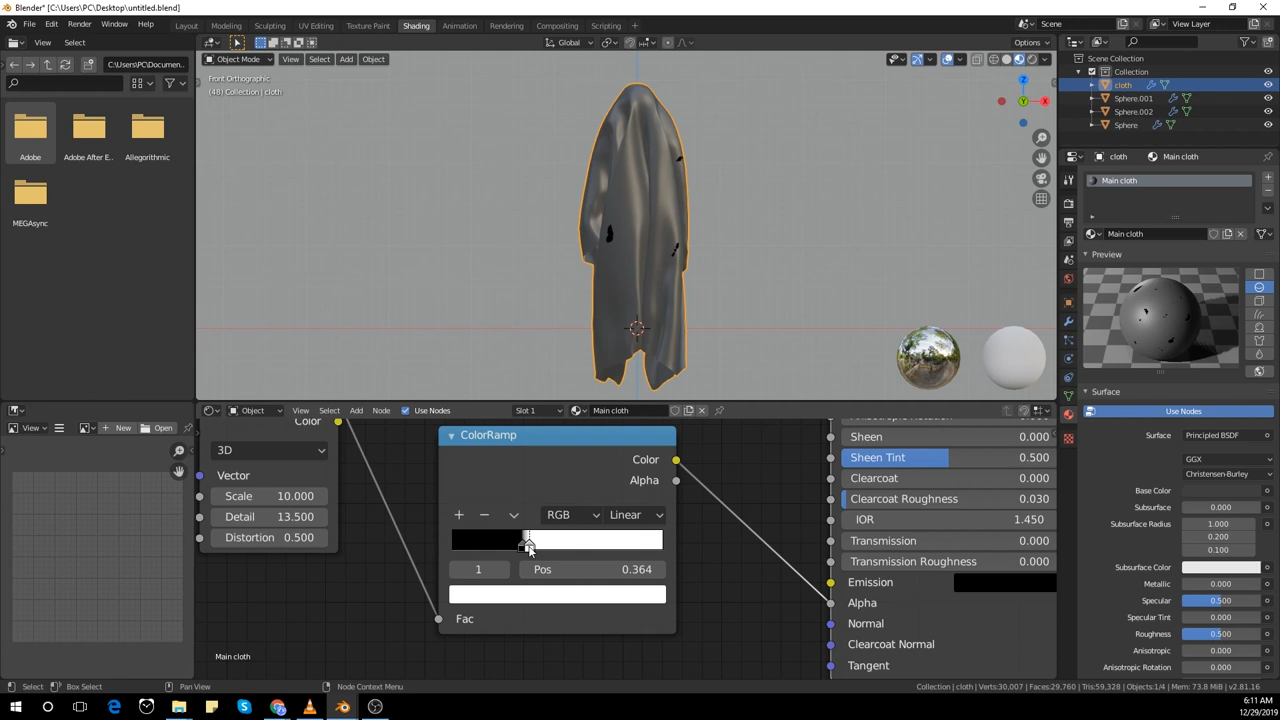 Blender* [C:\Users\PC\Desktop\untitled.blend]
File Edit Render Window Help Layout Modeling Sculpting UV Editing Texture Paint Shading Animation Rendering Compositing Scripting Scene View Layer
View Select Global Options
C:\Users\PC\Documen..
Object Mode View Select Add Object
Scene Collection
Collection
cloth
Sphere.001
Sphere.002
Sphere
Front Orthographic
(48) Collection | cloth
Z
Y
X
Adobe
Adobe After E..
Allegorithmic
MEGAsync
cloth Main cloth
Main cloth
Main cloth
Preview
Surface
Use Nodes
Surface Principled BSDF
GGX
Christensen-Burley
Base Color
Subsurface 0.000
Subsurface Radius 1.000
0.200
0.100
Subsurface Color
Metallic 0.000
Specular 0.500
Specular Tint 0.000
Roughness 0.500
Anisotropic 0.000
Anisotropic Rotation 0.000
View New Open
Object View Select Add Node Use Nodes Slot 1 Main cloth
Color
3D
Vector
Scale 10.000
Detail 13.500
Distortion 0.500
ColorRamp
Color
Alpha
RGB Linear
1 Pos 0.364
Fac
Anisotropic Rotation 0.000
Sheen 0.000
Sheen Tint 0.500
Clearcoat 0.000
Clearcoat Roughness 0.030
IOR 1.450
Transmission 0.000
Transmission Roughness 0.000
Emission
Alpha
Normal
Clearcoat Normal
Tangent
Main cloth
Select Box Select Pan View Node Context Menu Collection | cloth | Verts:30,007 | Faces:29,760 | Tris:59,328 | Objects:1/4 | Mem: 73.8 MiB | v2.81.16
6:11 AM
12/29/2019